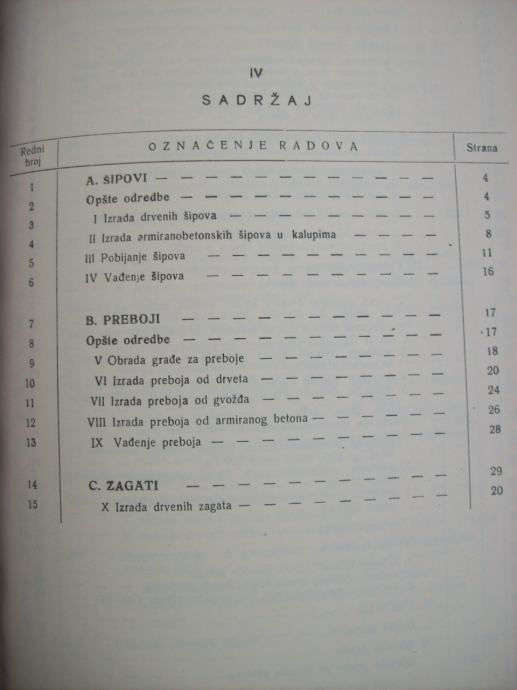 IV
SADRŽAJ
Redni broj OZNAČENJE RADOVA Strana
1 A. ŠIPOVI — — — — — — — — — — — 4
2 Opšte odredbe — — — — — — — — — — 4
3 I Izrada drvenih šipova — — — — — — — — 5
4 II Izrada armiranobetonskih šipova u kalupima — — — — 8
5 III Pobijanje šipova — — — — — — — — — 11
6 IV Vađenje šipova — — — — — — — — — 16
7 B. PREBOJI — — — — — — — — — — 17
8 Opšte odredbe — — — — — — — — — — 17
9 V Obrada građe za preboje — — — — — — — 18
10 VI Izrada preboja od drveta — — — — — — — 20
11 VII Izrada preboja od gvožđa — — — — — — — 24
12 VIII Izrada preboja od armiranog betona — — — — — 26
13 IX Vađenje preboja — — — — — — — — — 28
14 C. ZAGATI — — — — — — — — — — 29
15 X Izrada drvenih zagata — — — — — — — — 20